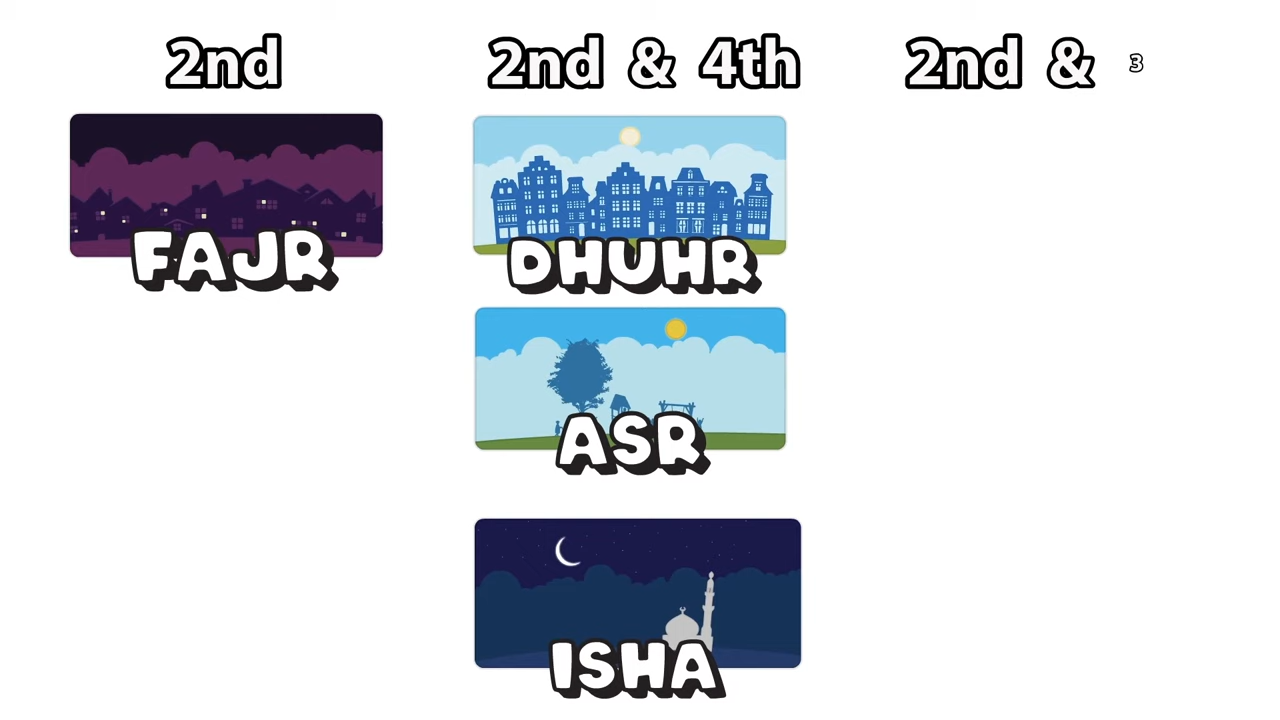 2nd
2nd & 4th
2nd & 3
FAJR
DHUHR
ASR
ISHA